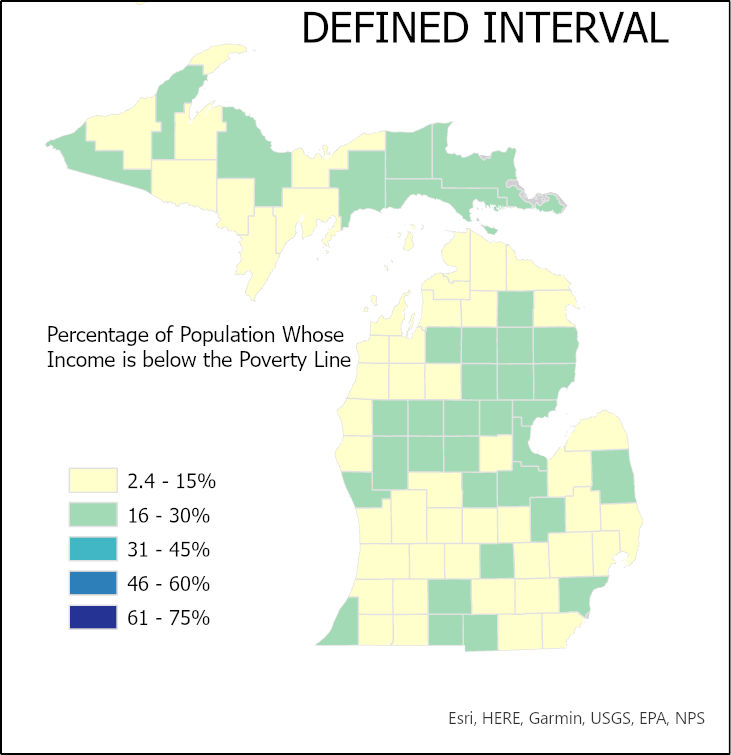 DEFINED INTERVAL
Percentage of Population Whose
Income is below the Poverty Line
2.4 - 15%
16 - 30%
31 - 45%
46 - 60%
61 - 75%
Esri, HERE, Garmin, USGS, EPA, NPS